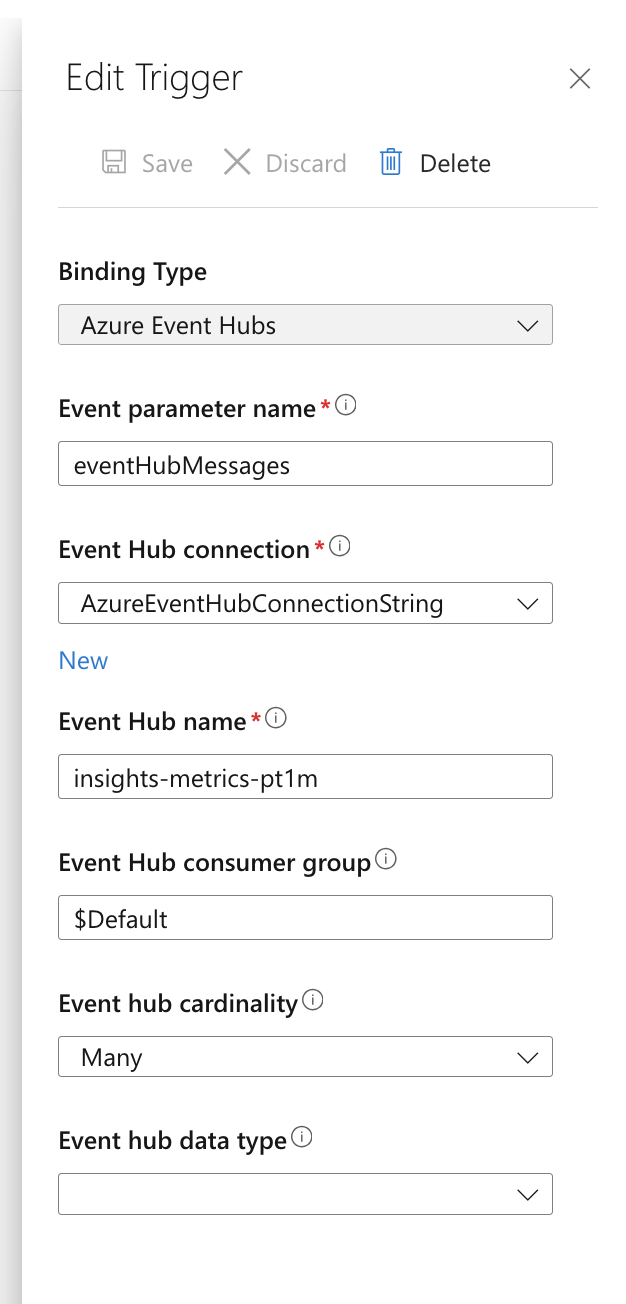 Edit Trigger
Save Discard Delete
Binding Type
Azure Event Hubs
Event parameter name *
eventHubMessages
Event Hub connection *
AzureEventHubConnectionString
New
Event Hub name *
insights-metrics-pt1m
Event Hub consumer group
$Default
Event hub cardinality
Many
Event hub data type